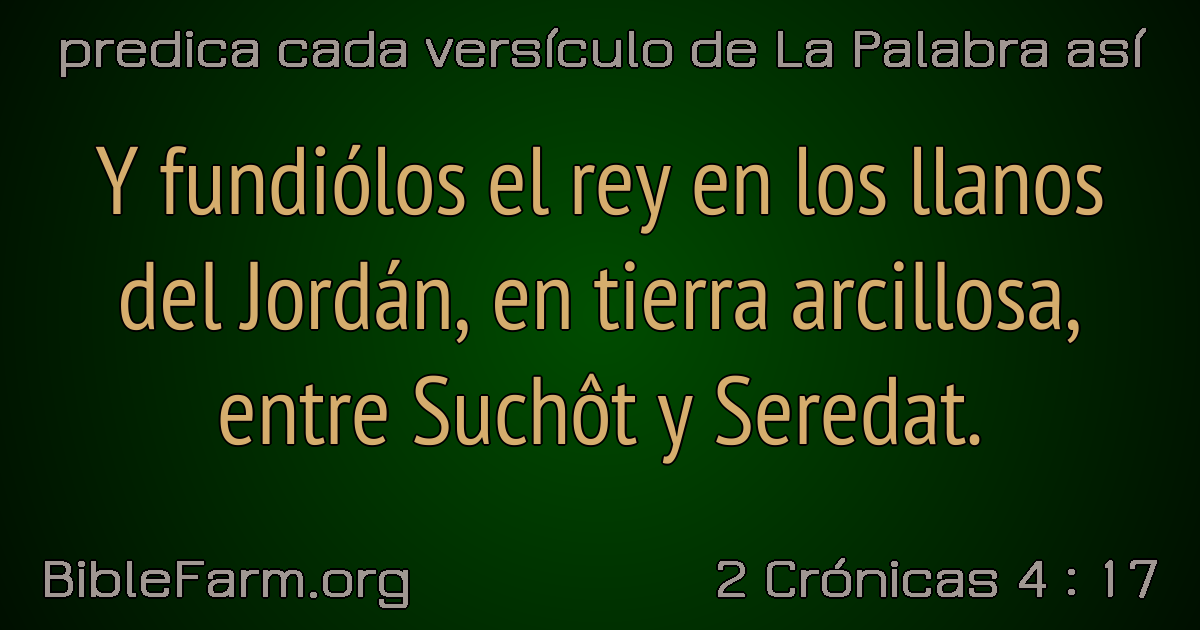 predica cada versículo de La Palabra así
Y fundiólos el rey en los llanos
del Jordán, en tierra arcillosa,
entre Suchôt y Seredat.
BibleFarm.org
2 Crónicas 4 : 17